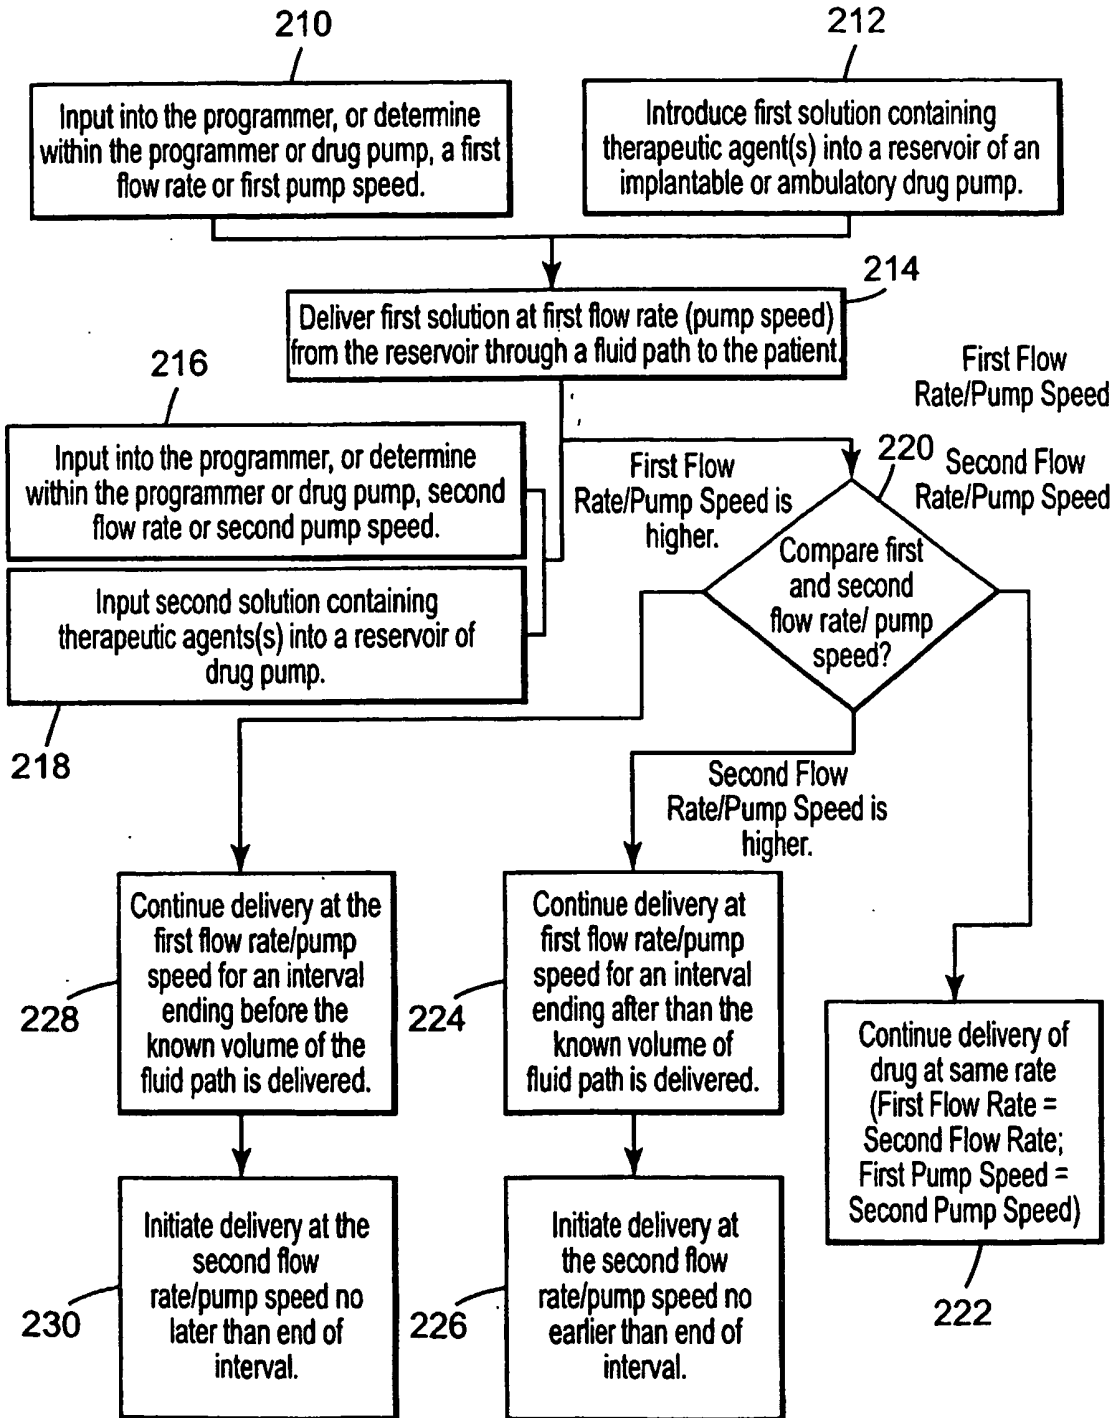 210
212
Input into the programmer, or determine
within the programmer or drug pump, a first
flow rate or first pump speed.
Introduce first solution containing
therapeutic agent(s) into a reservoir of an
implantable or ambulatory drug pump.
214
Deliver first solution at first flow rate (pump speed)
from the reservoir through a fluid path to the patient.
216
First Flow
Rate/Pump Speed
Input into the programmer, or determine
within the programmer or drug pump, second
flow rate or second pump speed.
First Flow
Rate/Pump Speed is
higher.
220
Second Flow
Rate/Pump Speed
Compare first
and second
flow rate/ pump
speed?
Input second solution containing
therapeutic agents(s) into a reservoir of
drug pump.
218
Second Flow
Rate/Pump Speed is
higher.
Continue delivery at the
first flow rate/pump
speed for an interval
ending before the
known volume of the
fluid path is delivered.
228
Continue delivery at
first flow rate/pump
speed for an interval
ending after than the
known volume of
fluid path is delivered.
224
Continue delivery of
drug at same rate
(First Flow Rate =
Second Flow Rate;
First Pump Speed =
Second Pump Speed)
222
Initiate delivery at the
second flow
rate/pump speed no
later than end of
interval.
230
Initiate delivery at
the second flow
rate/pump speed no
earlier than end of
interval.
226